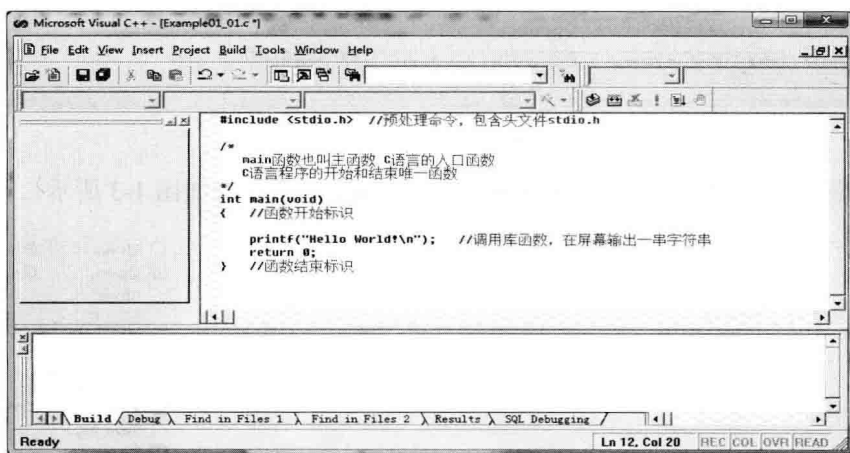 Microsoft Visual C++ - [Example01_01.c *]
File Edit View Insert Project Build Tools Window Help
#include <stdio.h> //预处理命令，包含头文件stdio.h
/*
main函数也叫主函数 C语言的入口函数
C语言程序的开始和结束唯一函数
*/
int main(void)
{ //函数开始标识
printf("Hello World!\n"); //调用库函数，在屏幕输出一串字符串
return 0;
} //函数结束标识
Build Debug Find in Files 1 Find in Files 2 Results SQL Debugging
Ready Ln 12, Col 20 REC COL OVR READ